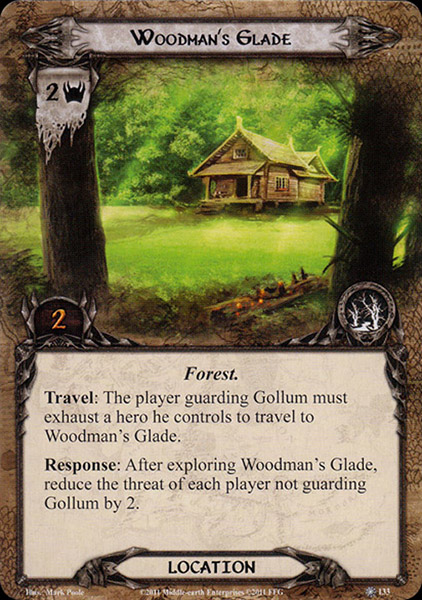 WOODMAN'S GLADE
2
2
Forest.
Travel: The player guarding Gollum must
exhaust a hero he controls to travel to
Woodman's Glade.
Response: After exploring Woodman's Glade,
reduce the threat of each player not guarding
Gollum by 2.
LOCATION
Illus. Mark Poole ©2011 Middle-earth Enterprises ©2011 FFG 133